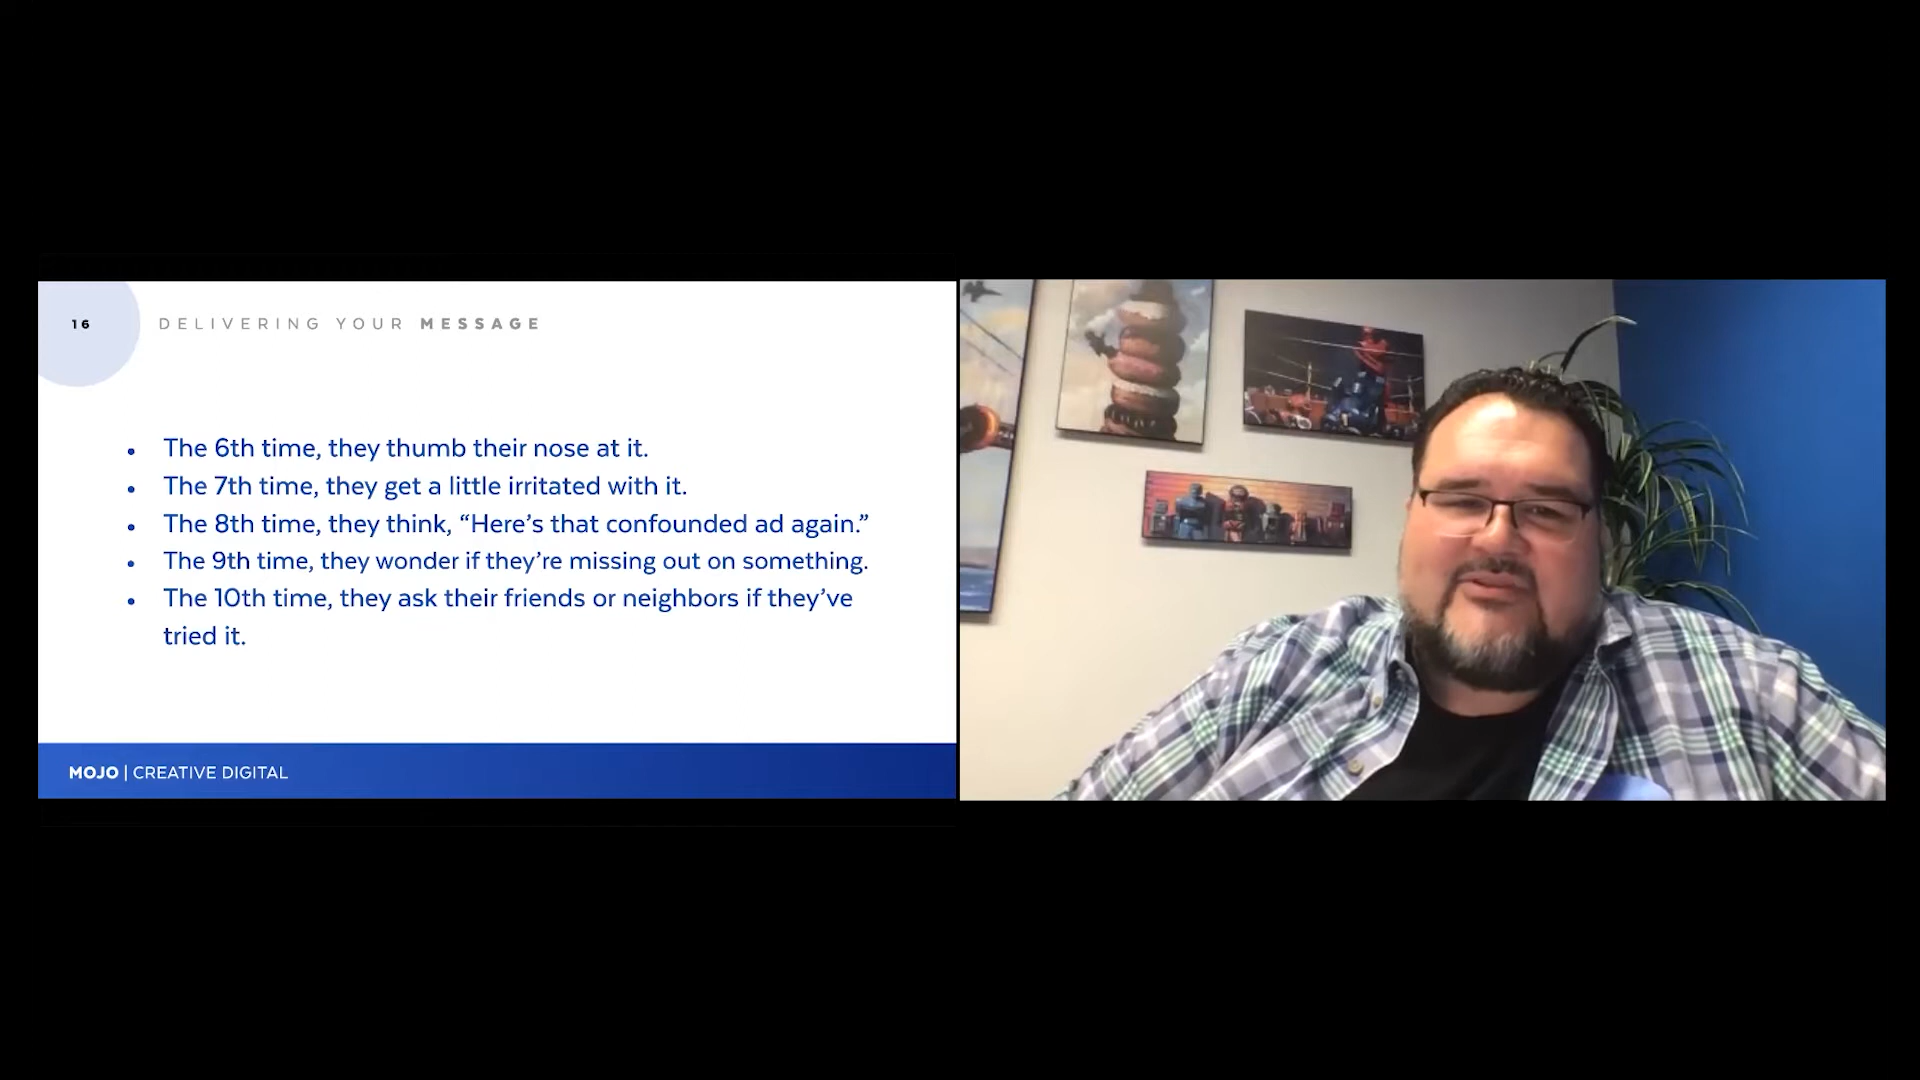 16
DELIVERING YOUR MESSAGE
• The 6th time, they thumb their nose at it.
• The 7th time, they get a little irritated with it.
• The 8th time, they think, “Here’s that confounded ad again.”
• The 9th time, they wonder if they’re missing out on something.
• The 10th time, they ask their friends or neighbors if they’ve
tried it.
MOJO | CREATIVE DIGITAL